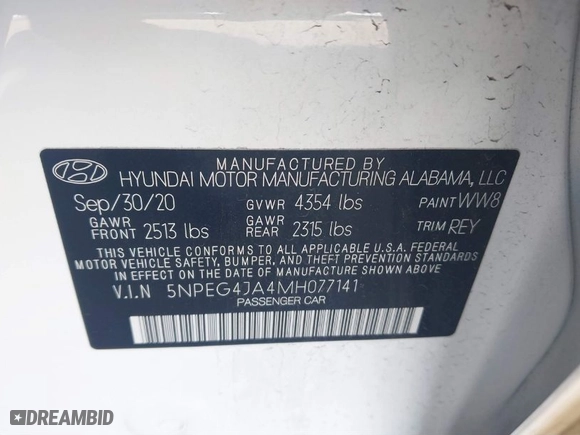 MANUFACTURED BY
HYUNDAI MOTOR MANUFACTURING ALABAMA, LLC
Sep/30/20 GVWR 4354 lbs PAINT WW8
GAWR FRONT 2513 lbs GAWR REAR 2315 lbs TRIM REY
THIS VEHICLE CONFORMS TO ALL APPLICABLE U.S.A. FEDERAL
MOTOR VEHICLE SAFETY, BUMPER, AND THEFT PREVENTION STANDARDS
IN EFFECT ON THE DATE OF MANUFACTURE SHOWN ABOVE.
V.I.N 5NPEG4JA4MH077141
PASSENGER CAR
DREAMBID